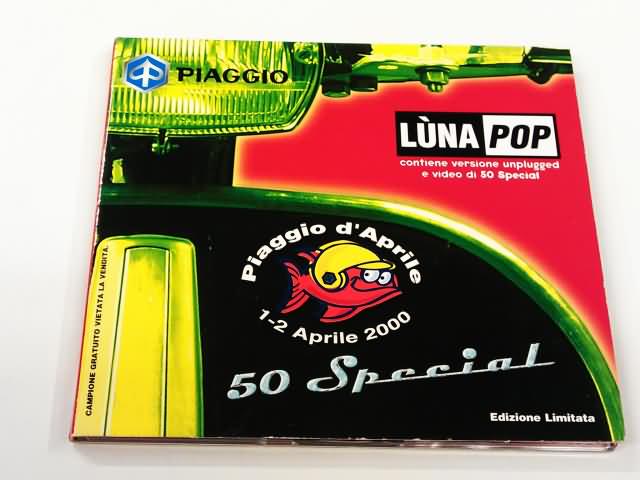 PIAGGIO
LÙNA POP
contiene versione unplugged
e video di 50 Special
Piaggio d'Aprile
1-2 Aprile 2000
50 Special
CAMPIONE GRATUITO VIETATA LA VENDITA.
Edizione Limitata